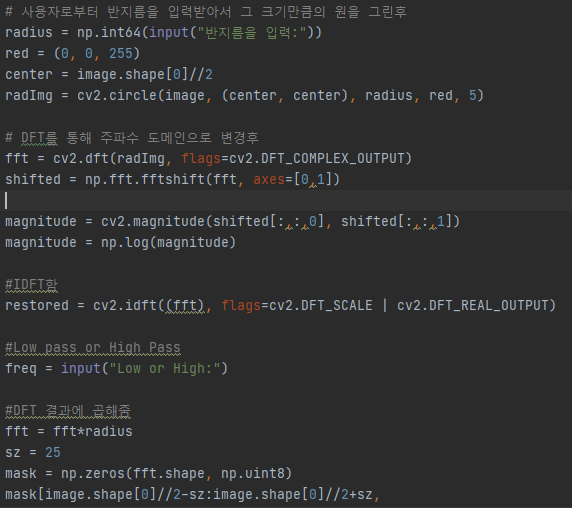 # 사용자로부터 반지름을 입력받아서 그 크기만큼의 원을 그린후
radius = np.int64(input("반지름을 입력:"))
red = (0, 0, 255)
center = image.shape[0]//2
radImg = cv2.circle(image, (center, center), radius, red, 5)
# DFT를 통해 주파수 도메인으로 변경후
fft = cv2.dft(radImg, flags=cv2.DFT_COMPLEX_OUTPUT)
shifted = np.fft.fftshift(fft, axes=[0,1])
magnitude = cv2.magnitude(shifted[:,:,0], shifted[:,:,1])
magnitude = np.log(magnitude)
#IDFT함
restored = cv2.idft((fft), flags=cv2.DFT_SCALE | cv2.DFT_REAL_OUTPUT)
#Low pass or High Pass
freq = input("Low or High:")
#DFT 결과에 곱해줌
fft = fft*radius
sz = 25
mask = np.zeros(fft.shape, np.uint8)
mask[image.shape[0]//2-sz:image.shape[0]//2+sz,